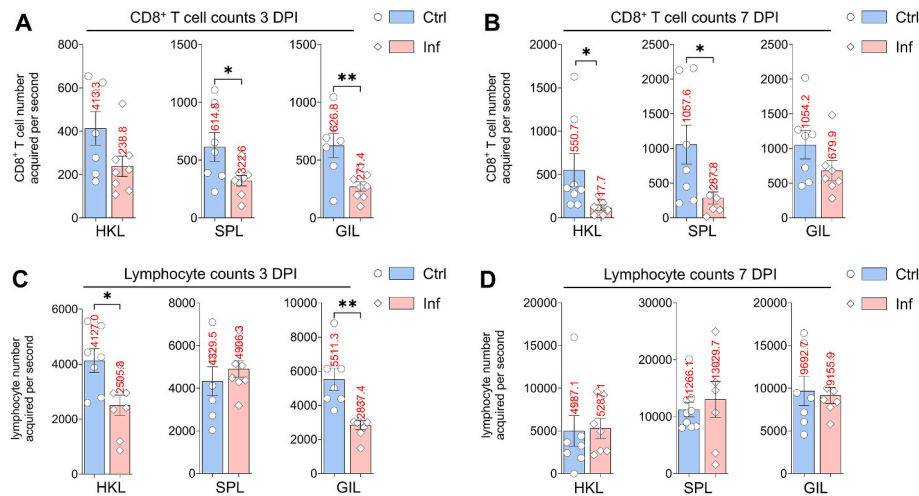 A
CD8⁺ T cell counts 3 DPI
Ctrl
Inf
CD8⁺ T cell number
acquired per second
800
600
400
200
0
413.3
238.8
HKL
1500
1000
500
0
614.8
322.6
*
SPL
1500
1000
500
0
626.8
271.4
**
GIL
B
CD8⁺ T cell counts 7 DPI
Ctrl
Inf
CD8⁺ T cell number
acquired per second
2000
1500
1000
500
0
550.7
117.7
*
HKL
2500
2000
1500
1000
500
0
1057.6
287.8
*
SPL
2500
2000
1500
1000
500
0
1054.2
679.9
GIL
C
Lymphocyte counts 3 DPI
Ctrl
Inf
lymphocyte number
acquired per second
6000
4000
2000
0
4127.0
*
HKL
8000
6000
4000
2000
0
4329.5
4906.3
SPL
10000
8000
6000
4000
2000
0
5511.3
2837.4
**
GIL
D
Lymphocyte counts 7 DPI
Ctrl
Inf
lymphocyte number
acquired per second
20000
15000
10000
5000
0
4987.1
HKL
30000
20000
10000
0
11266.1
13029.7
SPL
20000
15000
10000
5000
0
9692.7
9155.9
GIL